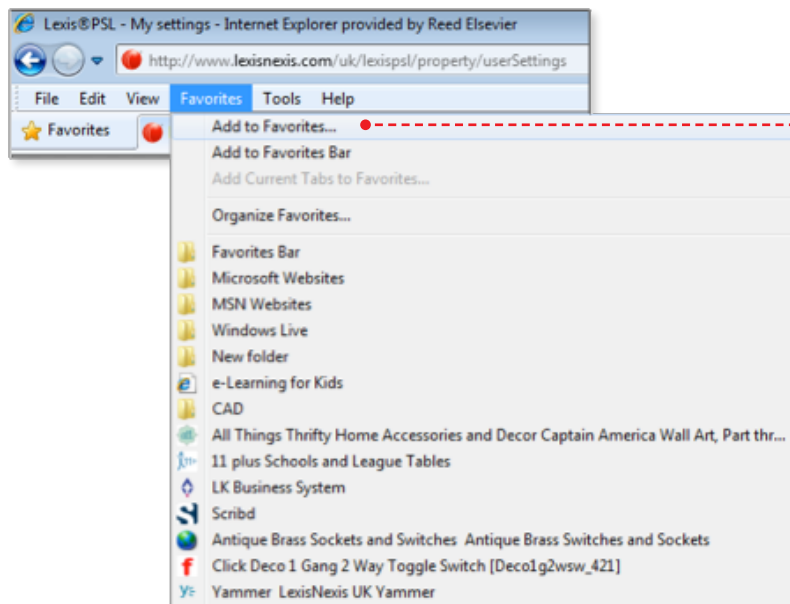 Lexis®PSL - My settings - Internet Explorer provided by Reed Elsevier
http://www.lexisnexis.com/uk/lexispsl/property/userSettings
File Edit View Favorites Tools Help
Favorites
Add to Favorites...
Add to Favorites Bar
Add Current Tabs to Favorites...
Organize Favorites...
Favorites Bar
Microsoft Websites
MSN Websites
Windows Live
New folder
e-Learning for Kids
CAD
All Things Thrifty Home Accessories and Decor Captain America Wall Art, Part thr...
11 plus Schools and League Tables
LK Business System
Scribd
Antique Brass Sockets and Switches Antique Brass Switches and Sockets
Click Deco 1 Gang 2 Way Toggle Switch [Deco1g2wsw_421]
Yammer LexisNexis UK Yammer